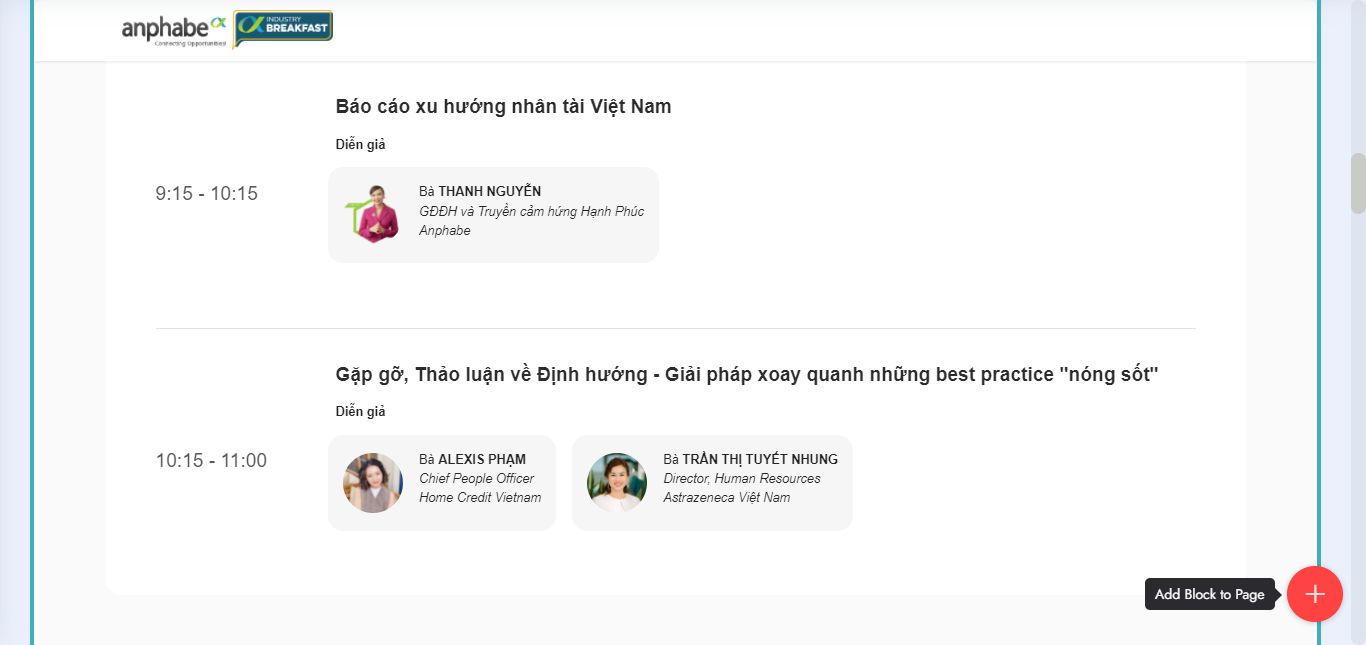 anphabe
Connecting Opportunities
INDUSTRY
BREAKFAST
Báo cáo xu hướng nhân tài Việt Nam
Diễn giả
9:15 - 10:15
Bà THANH NGUYỄN
GĐĐH và Truyền cảm hứng Hạnh Phúc
Anphabe
Gặp gỡ, Thảo luận về Định hướng - Giải pháp xoay quanh những best practice "nóng sốt"
Diễn giả
10:15 - 11:00
Bà ALEXIS PHẠM
Chief People Officer
Home Credit Vietnam
Bà TRẦN THỊ TUYẾT NHUNG
Director, Human Resources
Astrazeneca Việt Nam
Add Block to Page